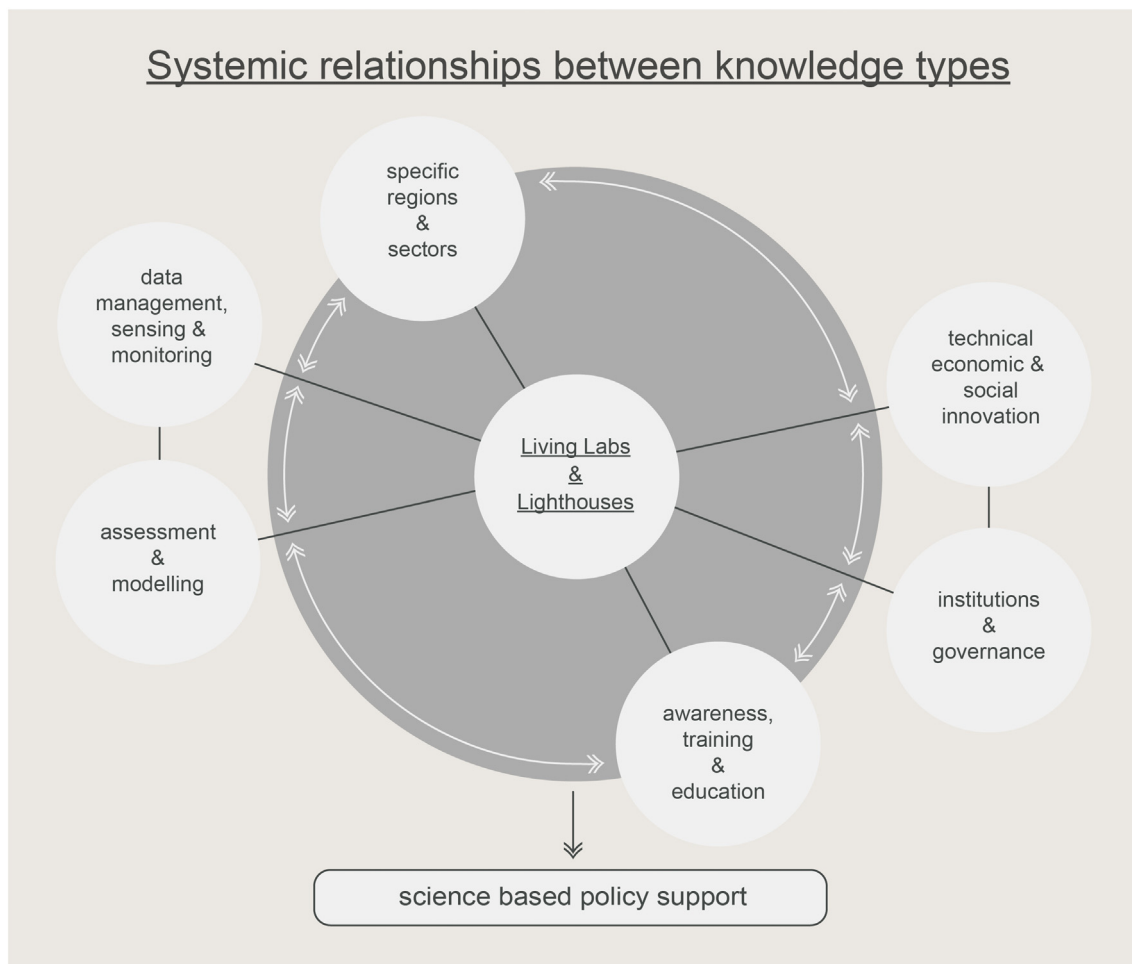 Systemic relationships between knowledge types
specific
regions
&
sectors
data
management,
sensing &
monitoring
technical
economic &
social
innovation
Living Labs
&
Lighthouses
assessment
&
modelling
institutions
&
governance
awareness,
training
&
education
science based policy support